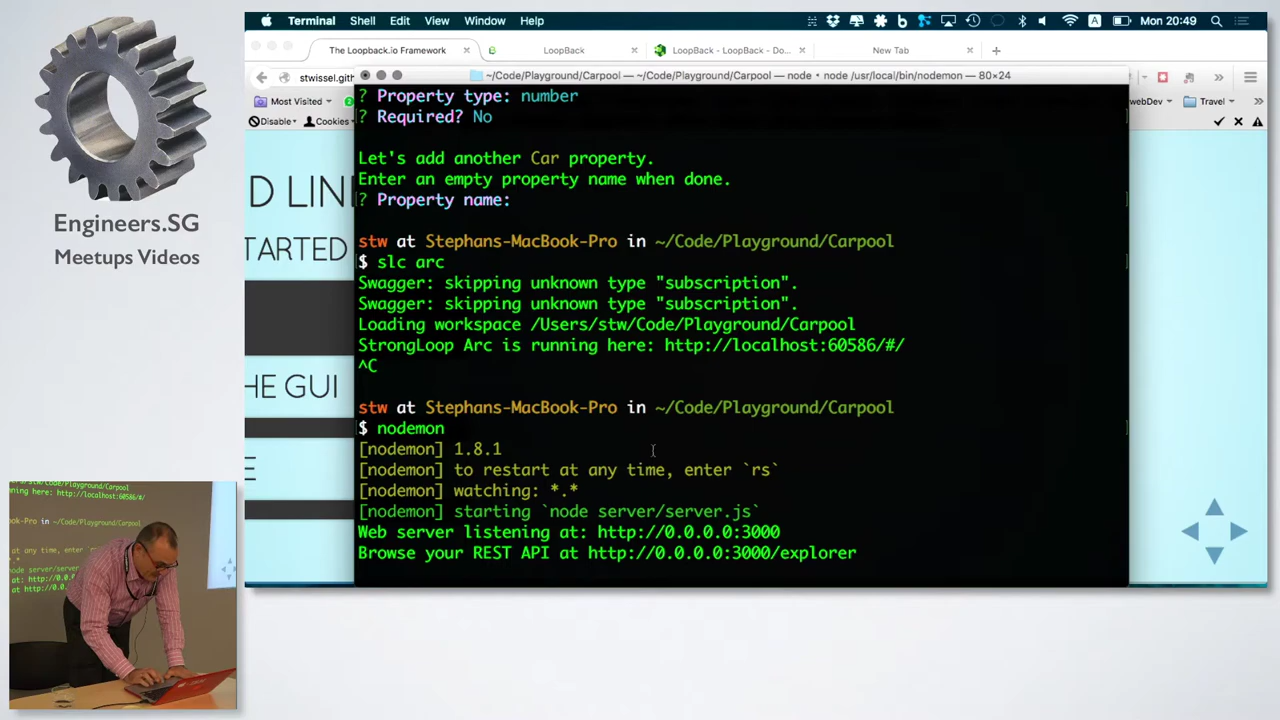 Engineers.SG
Meetups Videos
Terminal Shell Edit View Window Help
Mon 20:49
The Loopback.io Framework
LoopBack
LoopBack - LoopBack - Do...
New Tab
stwissel.gith
Most Visited
Disable
Cookies
webDev
Travel
~/Code/Playground/Carpool — ~/Code/Playground/Carpool — node • node /usr/local/bin/nodemon — 80×24
? Property type: number
? Required? No
Let's add another Car property.
Enter an empty property name when done.
? Property name:
stw at Stephans-MacBook-Pro in ~/Code/Playground/Carpool
$ slc arc
Swagger: skipping unknown type "subscription".
Swagger: skipping unknown type "subscription".
Loading workspace /Users/stw/Code/Playground/Carpool
StrongLoop Arc is running here: http://localhost:60586/#/
^C
stw at Stephans-MacBook-Pro in ~/Code/Playground/Carpool
$ nodemon
[nodemon] 1.8.1
[nodemon] to restart at any time, enter `rs`
[nodemon] watching: *.*
[nodemon] starting `node server/server.js`
Web server listening at: http://0.0.0.0:3000
Browse your REST API at http://0.0.0.0:3000/explorer
D LIN
TARTED
HE GUI
E